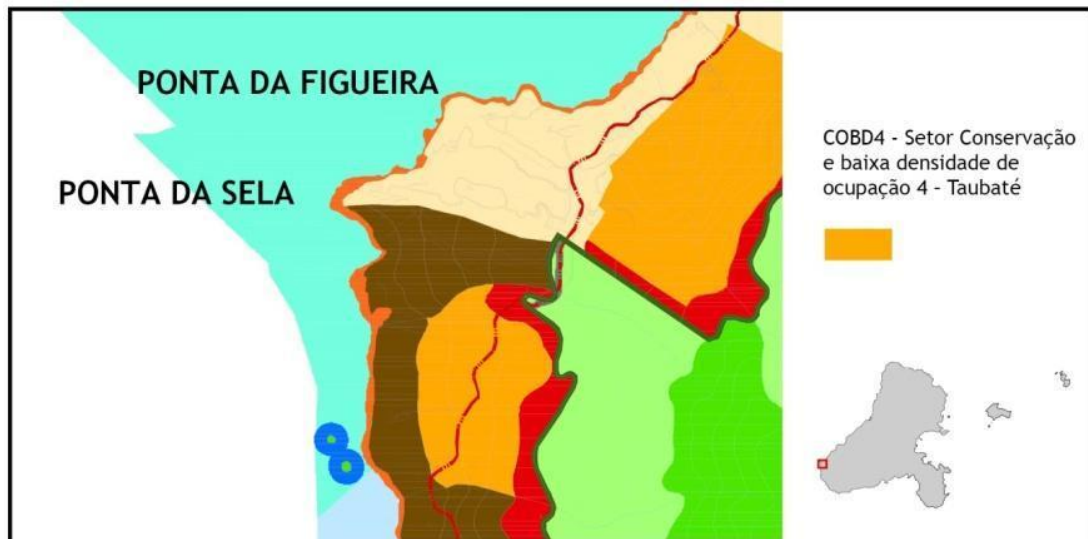 PONTA DA FIGUEIRA
PONTA DA SELA
COBD4 - Setor Conservação
e baixa densidade de
ocupação 4 - Taubaté